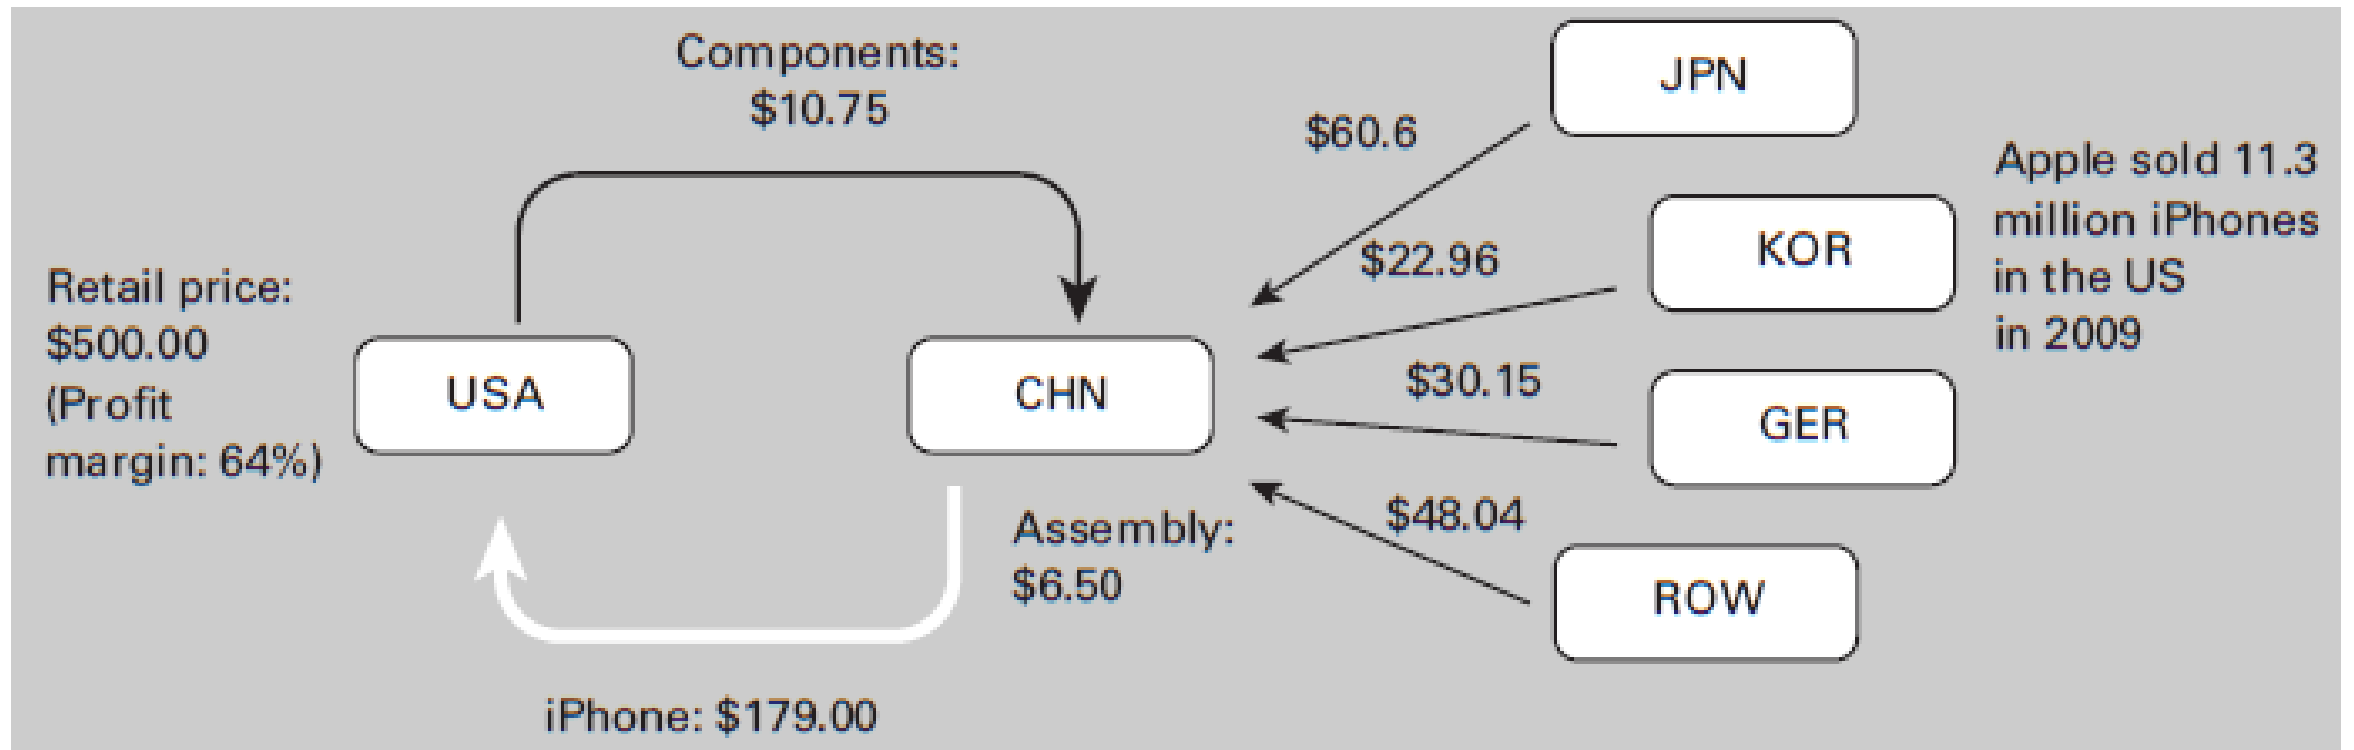 Components:
$10.75
Retail price:
$500.00
(Profit
margin: 64%)
USA
CHN
Assembly:
$6.50
iPhone: $179.00
$60.6
JPN
$22.96
KOR
$30.15
GER
$48.04
ROW
Apple sold 11.3
million iPhones
in the US
in 2009